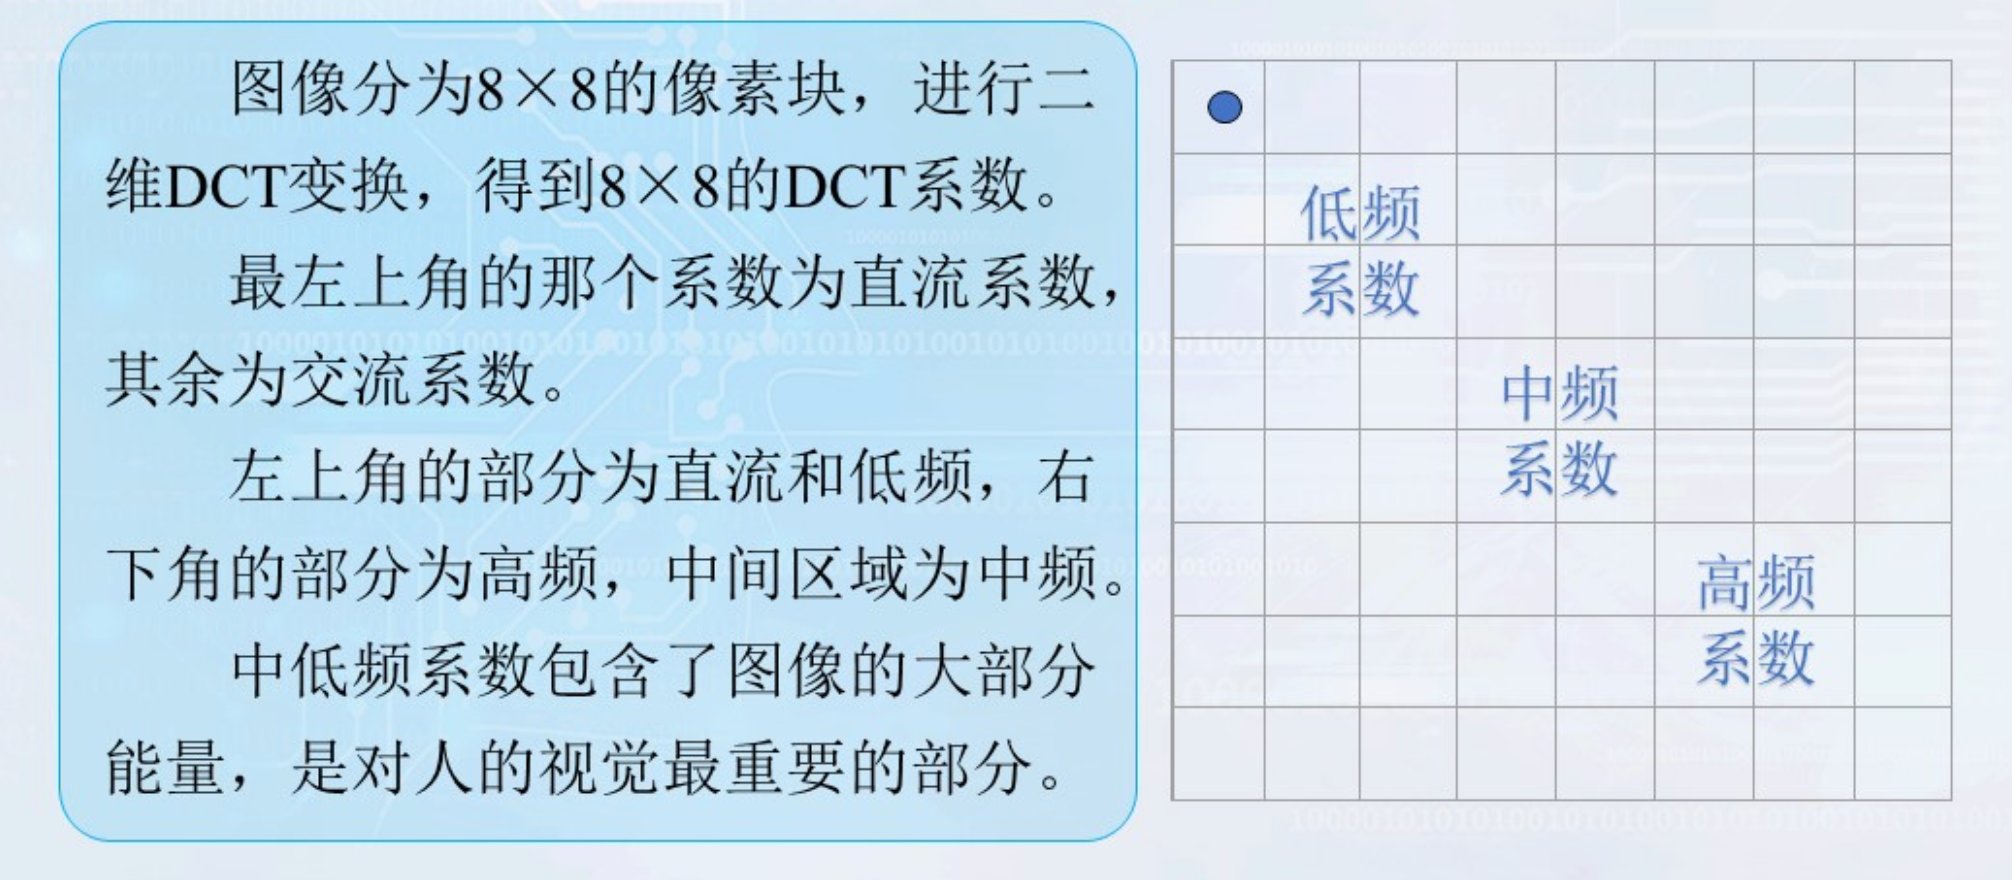 图像分为8×8的像素块，进行二
维DCT变换，得到8×8的DCT系数。
最左上角的那个系数为直流系数，
其余为交流系数。
左上角的部分为直流和低频，右
下角的部分为高频，中间区域为中频。
中低频系数包含了图像的大部分
能量，是对人的视觉最重要的部分。
低频
系数
中频
系数
高频
系数